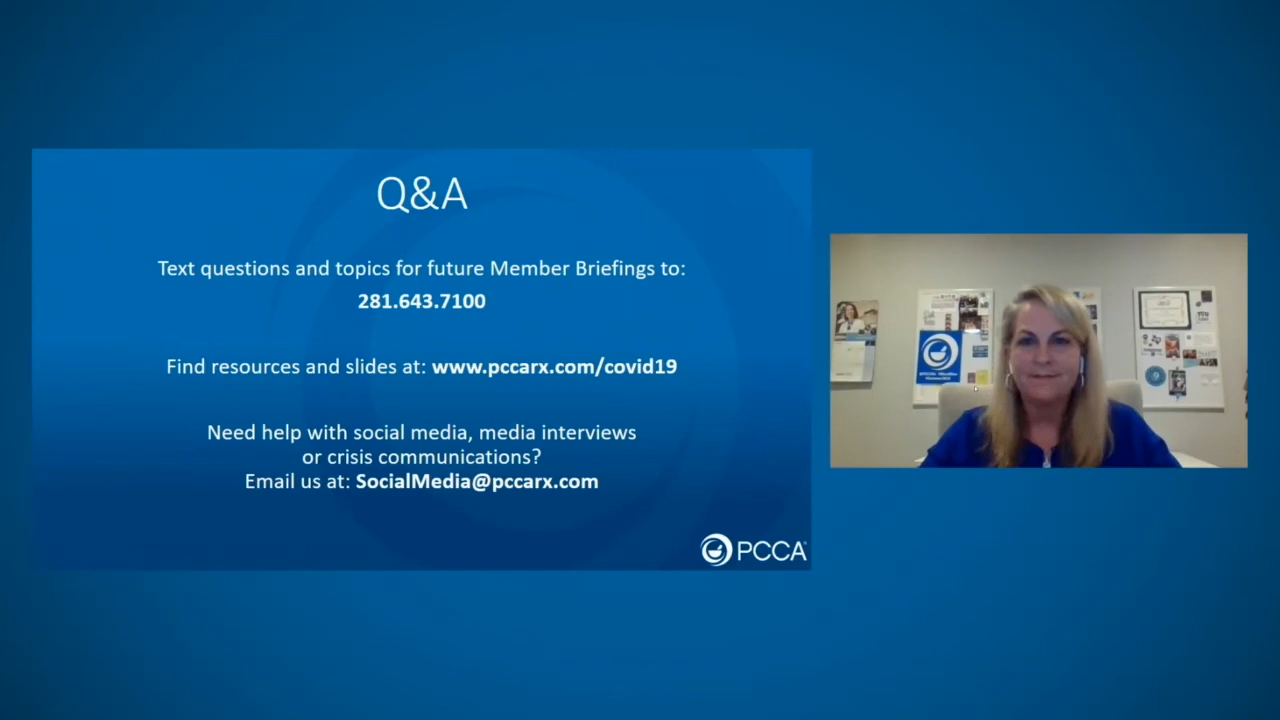 Q&A
Text questions and topics for future Member Briefings to:
281.643.7100
Find resources and slides at: www.pccarx.com/covid19
Need help with social media, media interviews
or crisis communications?
Email us at: SocialMedia@pccarx.com
PCCA